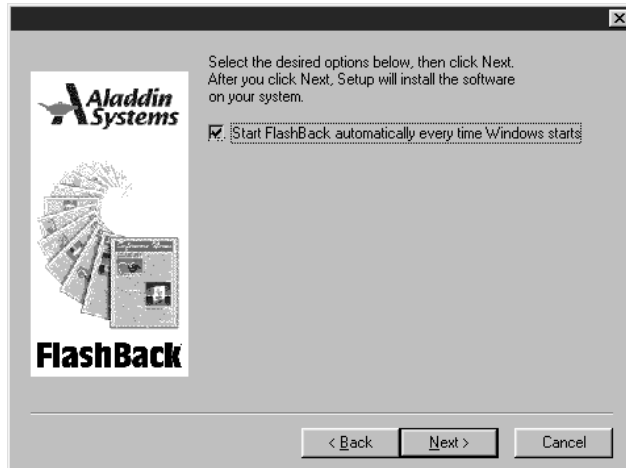 Select the desired options below, then click Next.
After you click Next, Setup will install the software
on your system.
Aladdin
Systems
Start FlashBack automatically every time Windows starts
FlashBack
< Back
Next >
Cancel